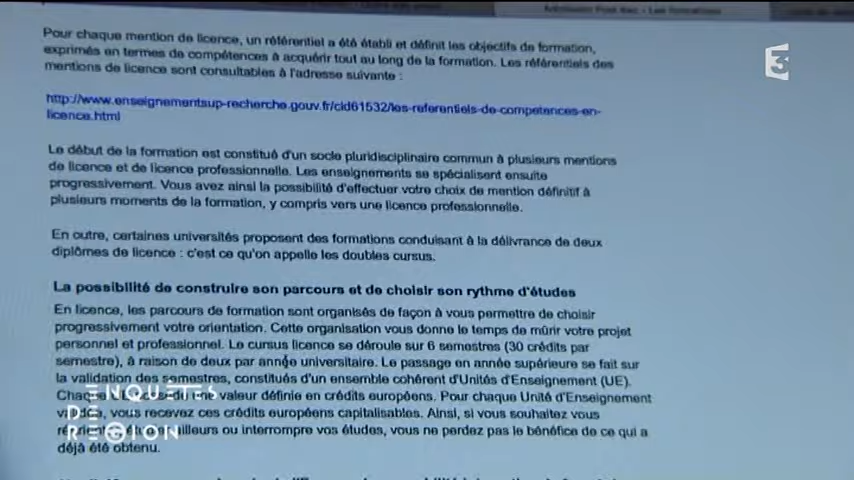 Admission Post Bac - Les formations
3
Pour chaque mention de licence, un référentiel a été établi et définit les objectifs de formation,
exprimés en termes de compétences à acquérir tout au long de la formation. Les référentiels des
mentions de licence sont consultables à l'adresse suivante :
http://www.enseignementsup-recherche.gouv.fr/cid61532/les-referentiels-de-competences-en-
licence.html
Le début de la formation est constitué d'un socle pluridisciplinaire commun à plusieurs mentions
de licence et de licence professionnelle. Les enseignements se spécialisent ensuite
progressivement. Vous avez ainsi la possibilité d'effectuer votre choix de mention définitif à
plusieurs moments de la formation, y compris vers une licence professionnelle.
En outre, certaines universités proposent des formations conduisant à la délivrance de deux
diplômes de licence : c'est ce qu'on appelle les doubles cursus.
La possibilité de construire son parcours et de choisir son rythme d'études
En licence, les parcours de formation sont organisés de façon à vous permettre de choisir
progressivement votre orientation. Cette organisation vous donne le temps de mûrir votre projet
personnel et professionnel. Le cursus licence se déroule sur 6 semestres (30 crédits par
semestre), à raison de deux par année universitaire. Le passage en année supérieure se fait sur
la validation des semestres, constitués d'un ensemble cohérent d'Unités d'Enseignement (UE).
valeur définie en crédits européens. Pour chaque Unité d'Enseignement
vous recevez ces crédits européens capitalisables. Ainsi, si vous souhaitez vous
ou interrompre vos études, vous ne perdez pas le bénéfice de ce qui a
déjà été obtenu.
ENQUÊTES
DE
RÉGION